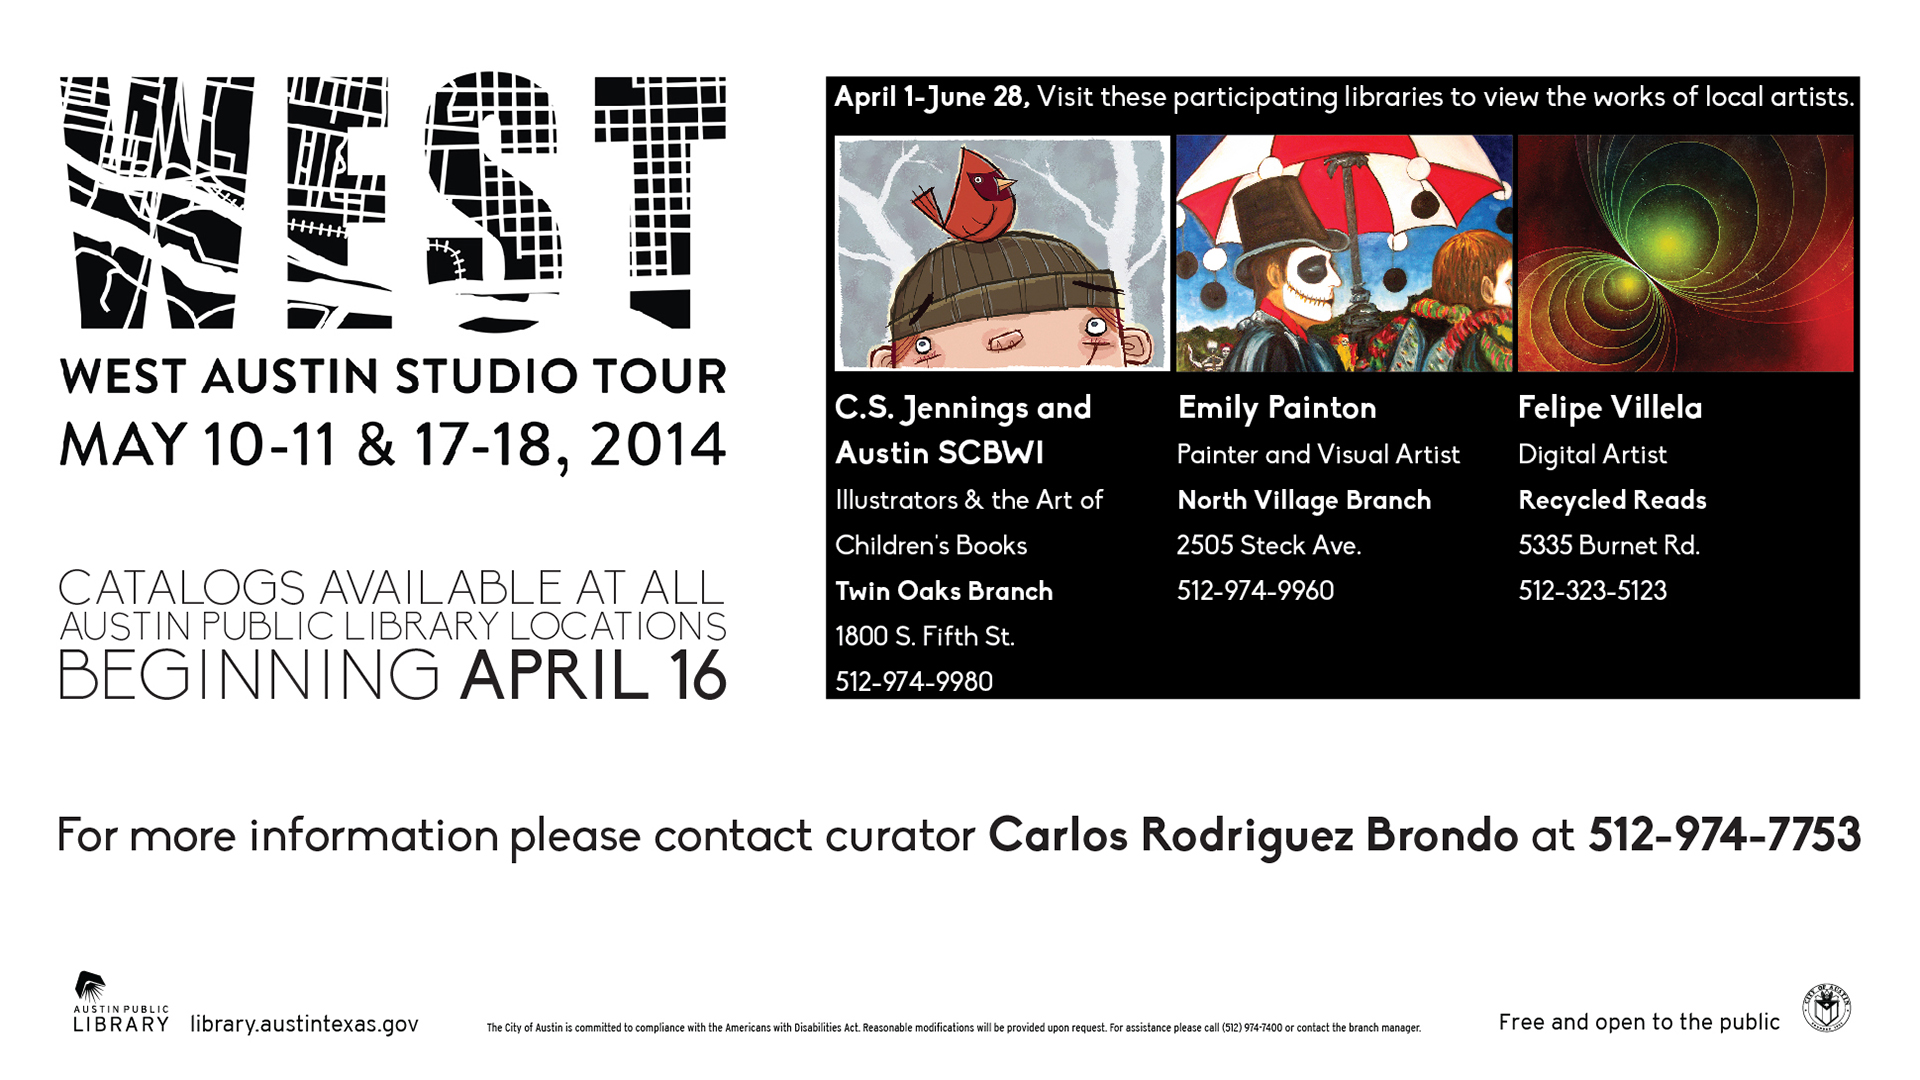 WEST
WEST AUSTIN STUDIO TOUR
MAY 10-11 & 17-18, 2014
CATALOGS AVAILABLE AT ALL
AUSTIN PUBLIC LIBRARY LOCATIONS
BEGINNING APRIL 16
April 1-June 28, Visit these participating libraries to view the works of local artists.
C.S. Jennings and
Austin SCBWI
Illustrators & the Art of
Children's Books
Twin Oaks Branch
1800 S. Fifth St.
512-974-9980
Emily Painton
Painter and Visual Artist
North Village Branch
2505 Steck Ave.
512-974-9960
Felipe Villela
Digital Artist
Recycled Reads
5335 Burnet Rd.
512-323-5123
For more information please contact curator Carlos Rodriguez Brondo at 512-974-7753
AUSTIN PUBLIC
LIBRARY
library.austintexas.gov
The City of Austin is committed to compliance with the Americans with Disabilities Act. Reasonable modifications will be provided upon request. For assistance please call (512) 974-7400 or contact the branch manager.
Free and open to the public
CITY OF AUSTIN